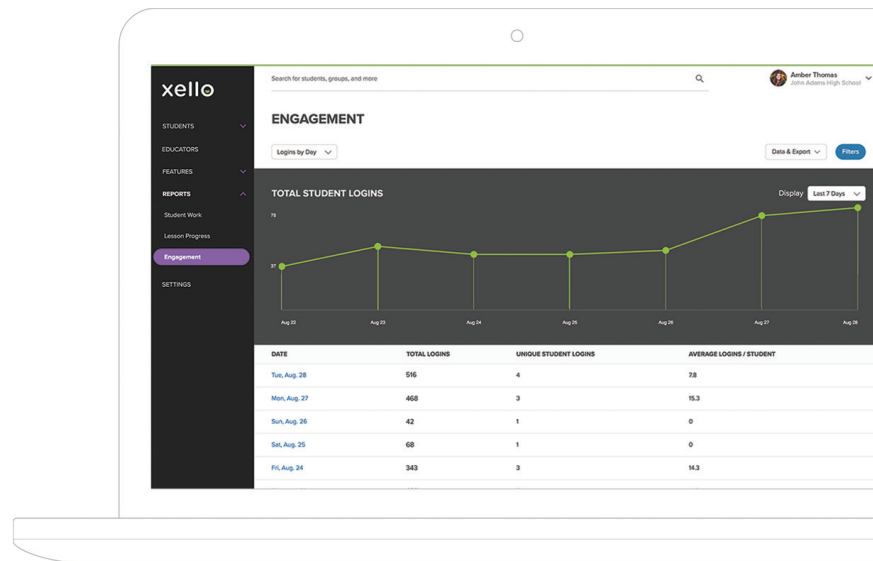 xello
Search for students, groups, and more
Amber Thomas
John Adams High School
STUDENTS
EDUCATORS
FEATURES
REPORTS
Student Work
Lesson Progress
Engagement
SETTINGS
ENGAGEMENT
Logins by Day
Data & Export
Filters
TOTAL STUDENT LOGINS
Display
Last 7 Days
75
37
Aug 22 Aug 23 Aug 24 Aug 25 Aug 26 Aug 27 Aug 28
DATE TOTAL LOGINS UNIQUE STUDENT LOGINS AVERAGE LOGINS / STUDENT
Tue, Aug. 28 516 4 7.8
Mon, Aug. 27 468 3 15.3
Sun, Aug. 26 42 1 0
Sat, Aug. 25 68 1 0
Fri, Aug. 24 343 3 14.3